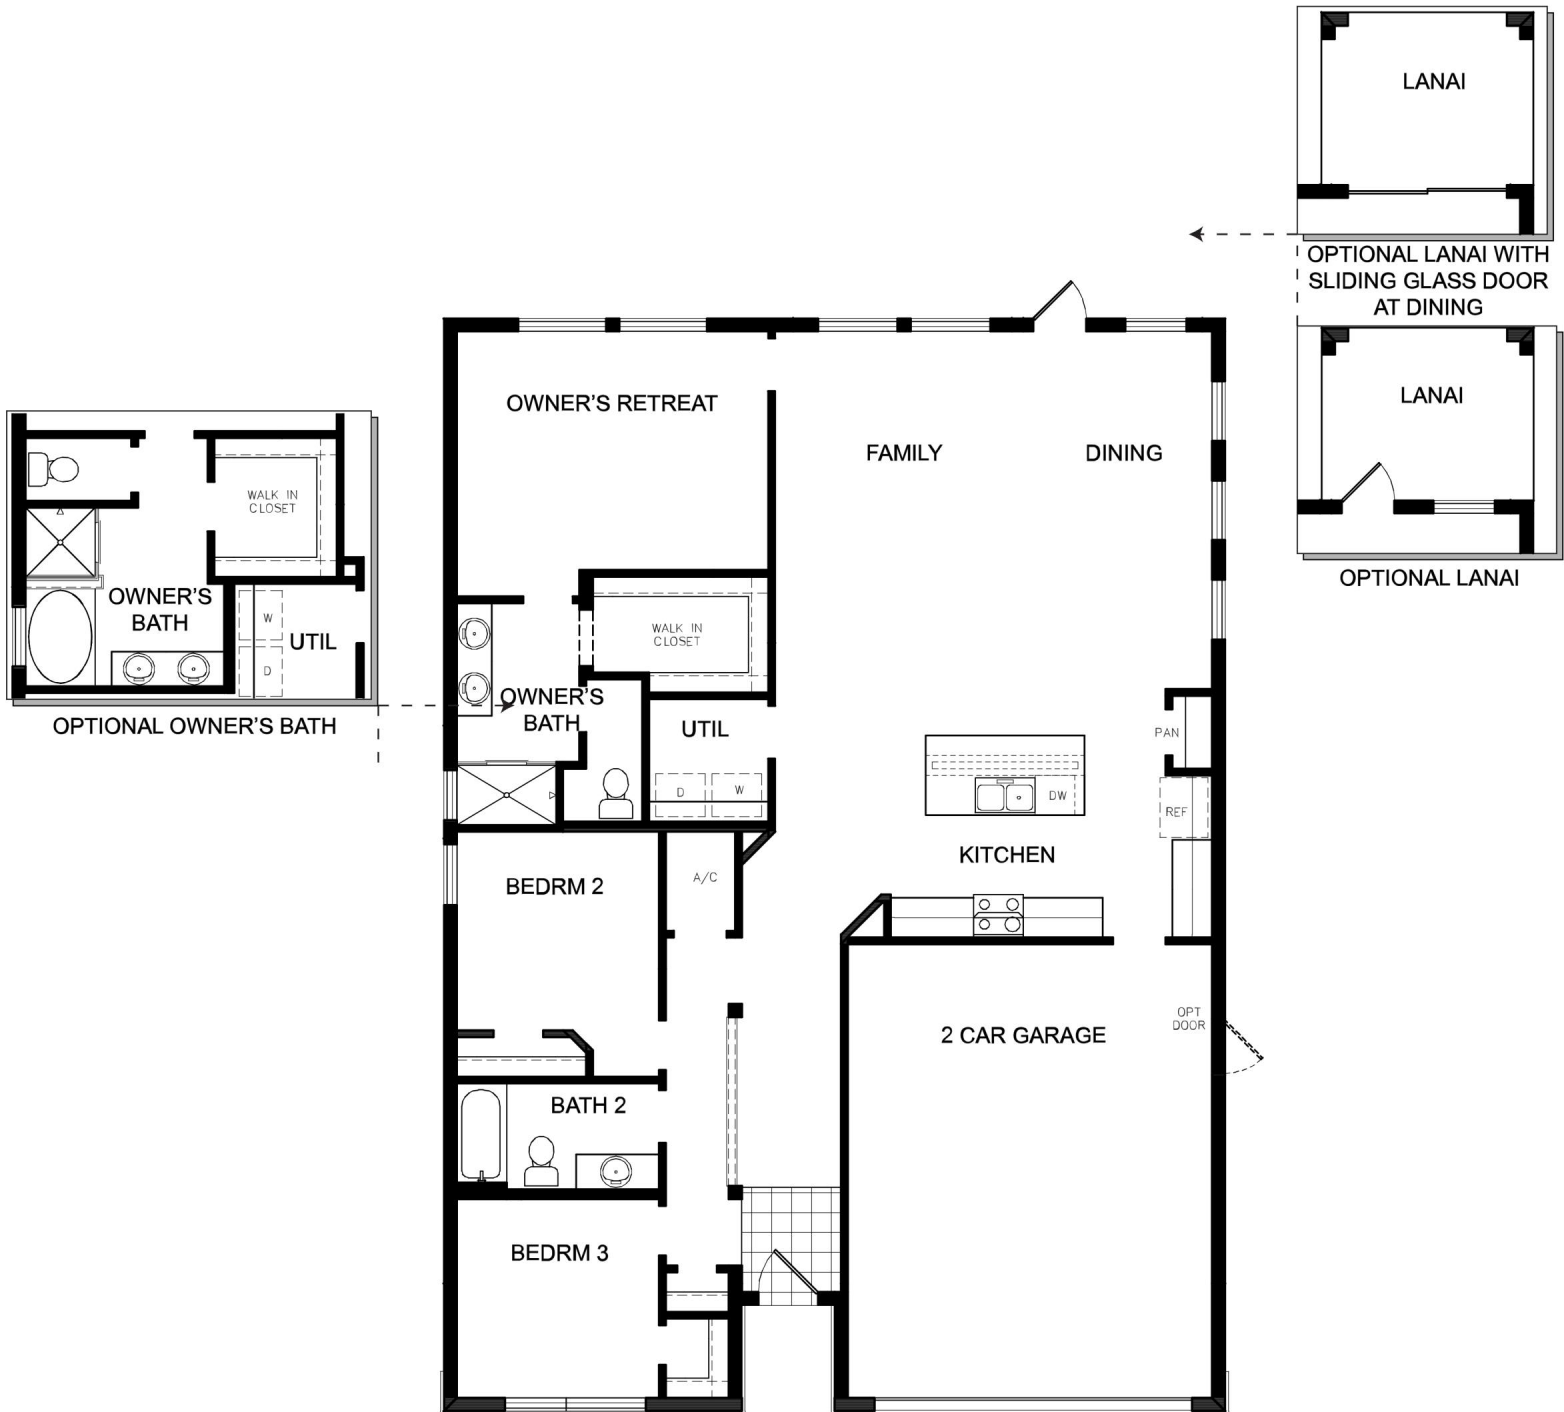 LANAI
OPTIONAL LANAI WITH
SLIDING GLASS DOOR
AT DINING
LANAI
OPTIONAL LANAI
WALK IN
CLOSET
OWNER'S
BATH
W
UTIL
D
OPTIONAL OWNER'S BATH
OWNER'S RETREAT
FAMILY
DINING
WALK IN
CLOSET
OWNER'S
BATH
UTIL
D
W
PAN
DW
REF
KITCHEN
BEDRM 2
A/C
2 CAR GARAGE
OPT
DOOR
BATH 2
BEDRM 3